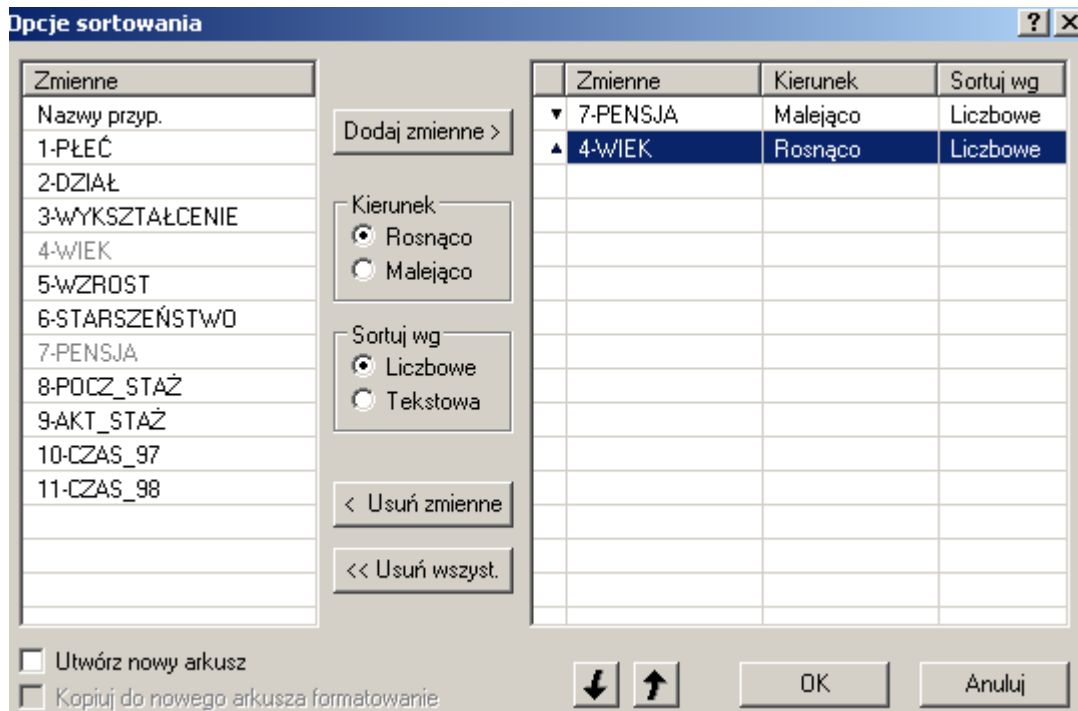 Opcje sortowania
Zmienne
Nazwy przyp.
1-PŁEĆ
2-DZIAŁ
3-WYKSZTAŁCENIE
4-WIEK
5-WZROST
6-STARSZEŃSTWO
7-PENSJA
8-POCZ_STAŻ
9-AKT_STAŻ
10-CZAS_97
11-CZAS_98
Dodaj zmienne >
Kierunek
Rosnąco
Malejąco
Sortuj wg
Liczbowe
Tekstowa
< Usuń zmienne
<< Usuń wszyst.
Zmienne Kierunek Sortuj wg
7-PENSJA Malejąco Liczbowe
4-WIEK Rosnąco Liczbowe
Utwórz nowy arkusz
Kopiuj do nowego arkusza formatowanie
OK
Anuluj